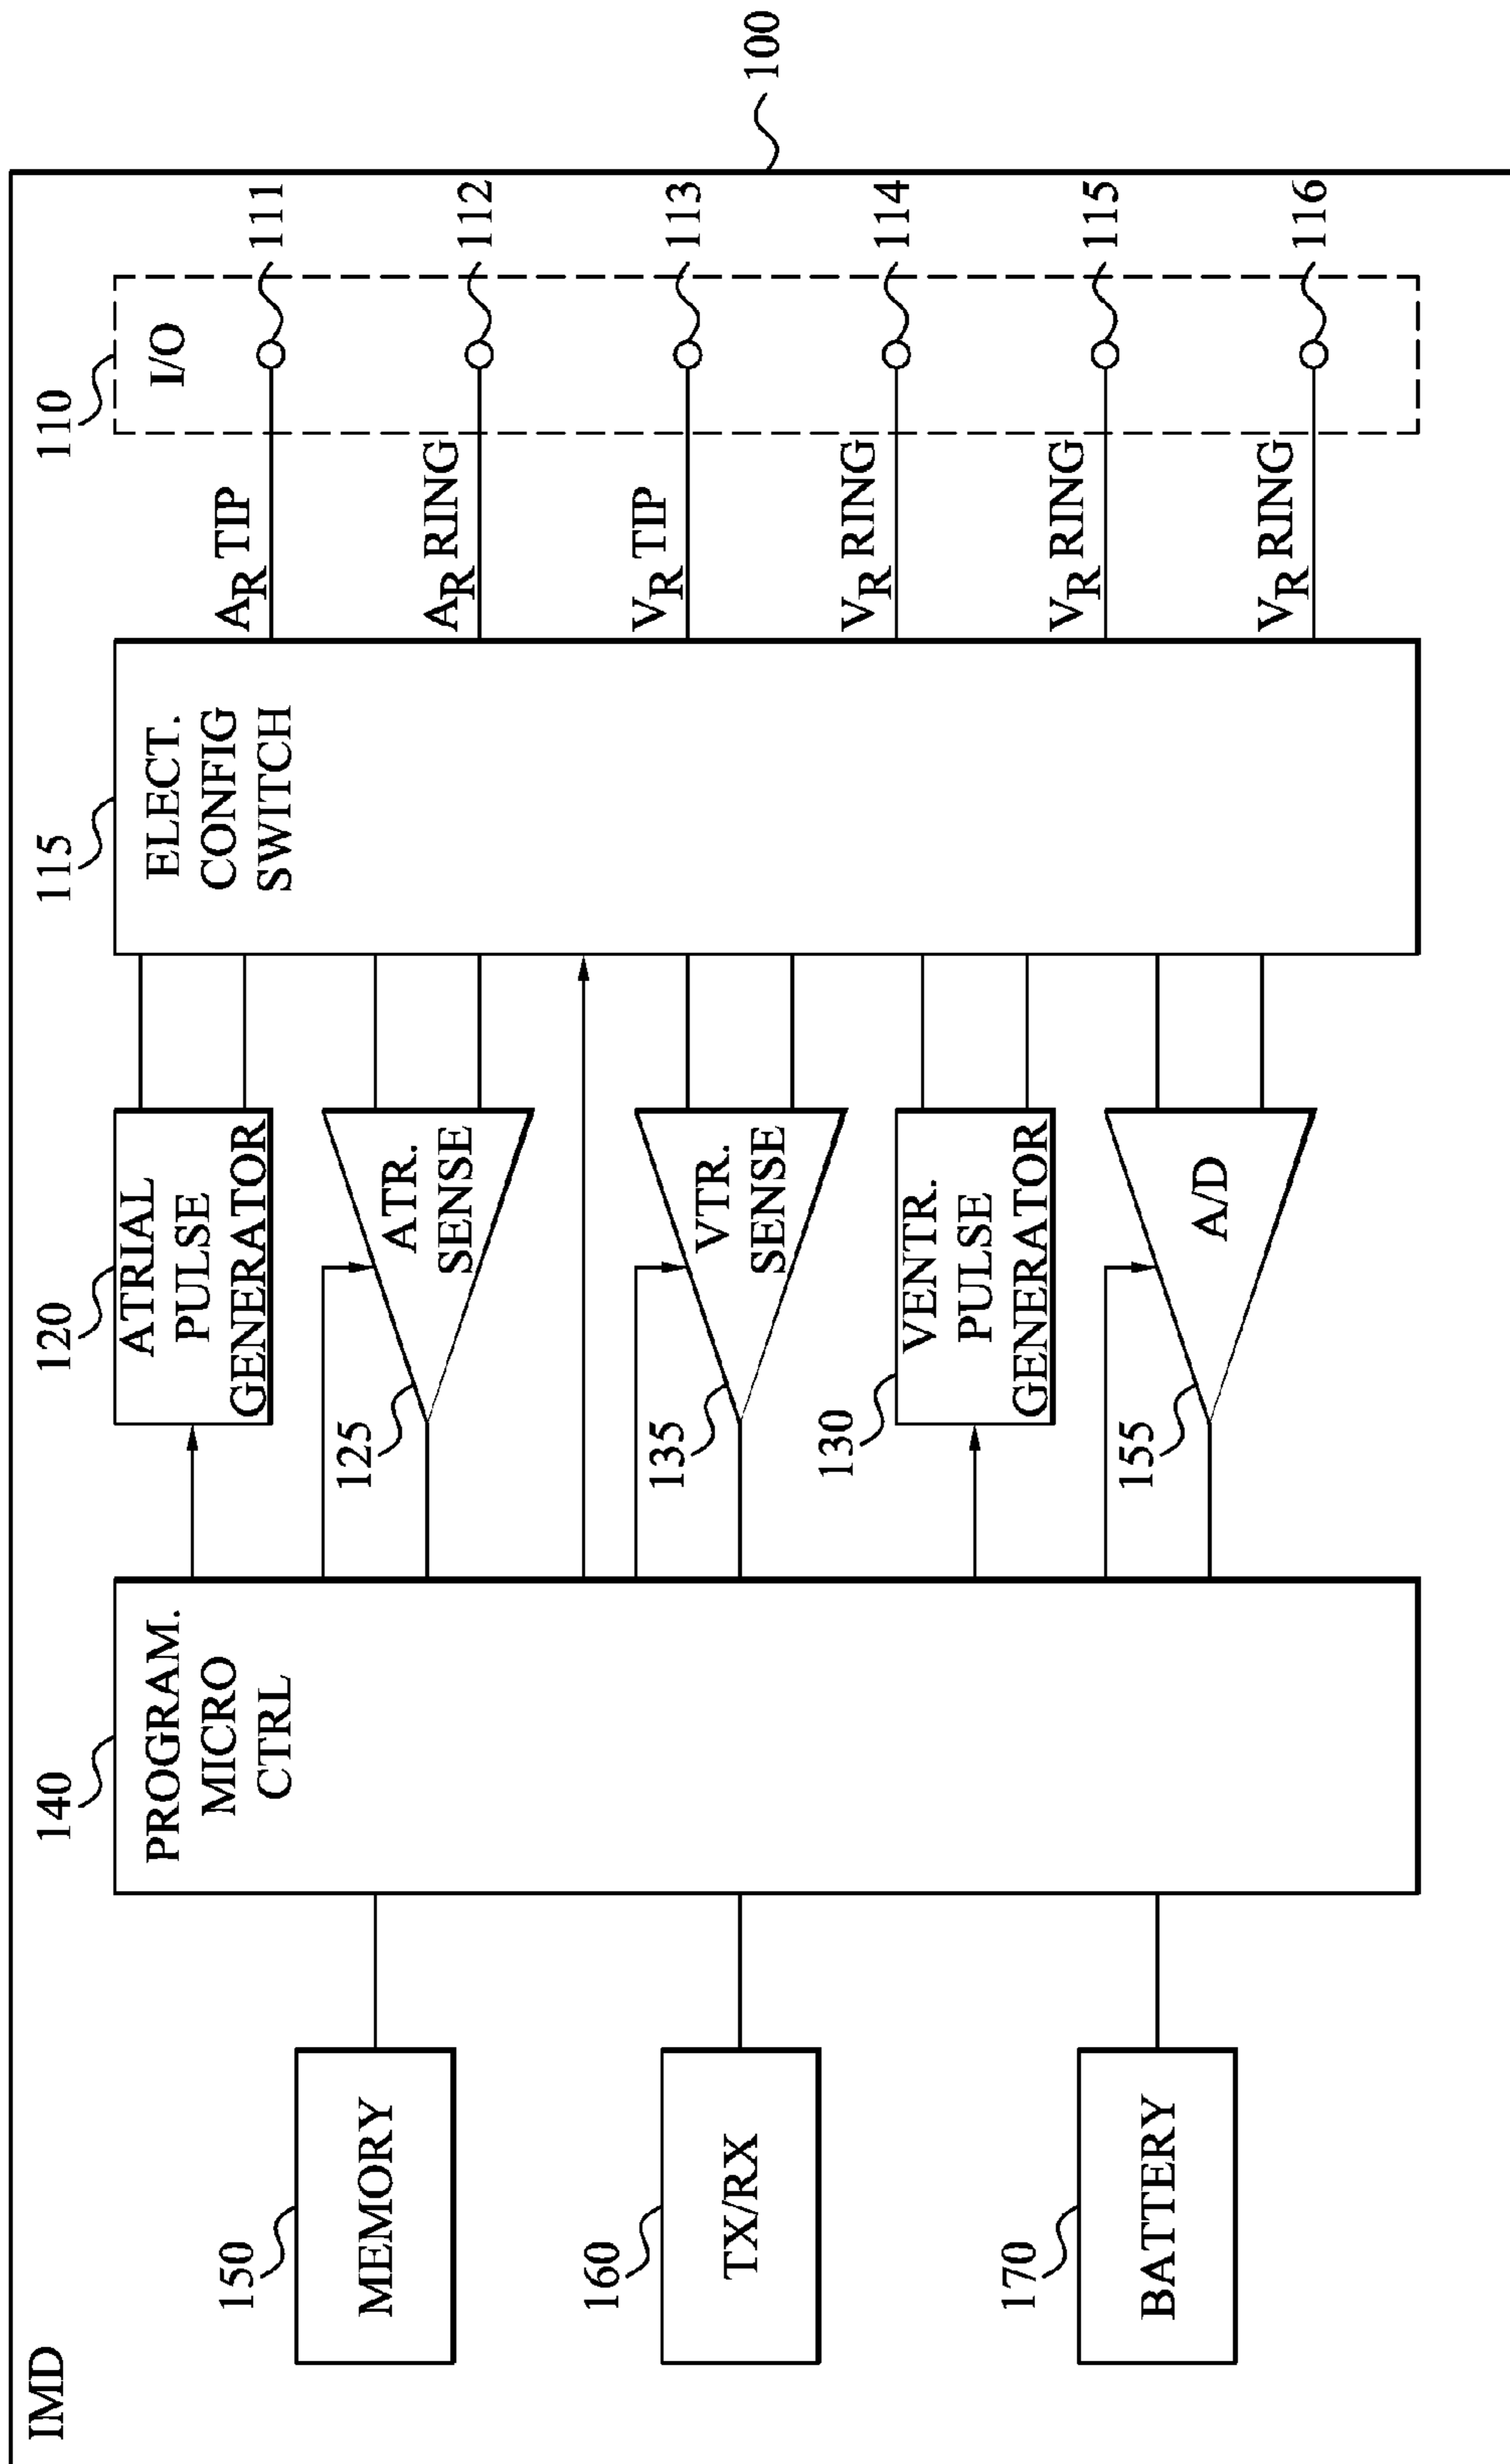 IMD
100
110
I/O
A_R TIP
111
A_R RING
112
V_R TIP
113
V_R RING
114
V_R RING
115
V_R RING
116
115
ELECT.
CONFIG
SWITCH
120
ATRIAL
PULSE
GENERATOR
125
ATR.
SENSE
135
VTR.
SENSE
130
VENTR.
PULSE
GENERATOR
155
A/D
140
PROGRAM.
MICRO
CTRL
150
MEMORY
160
TX/RX
170
BATTERY